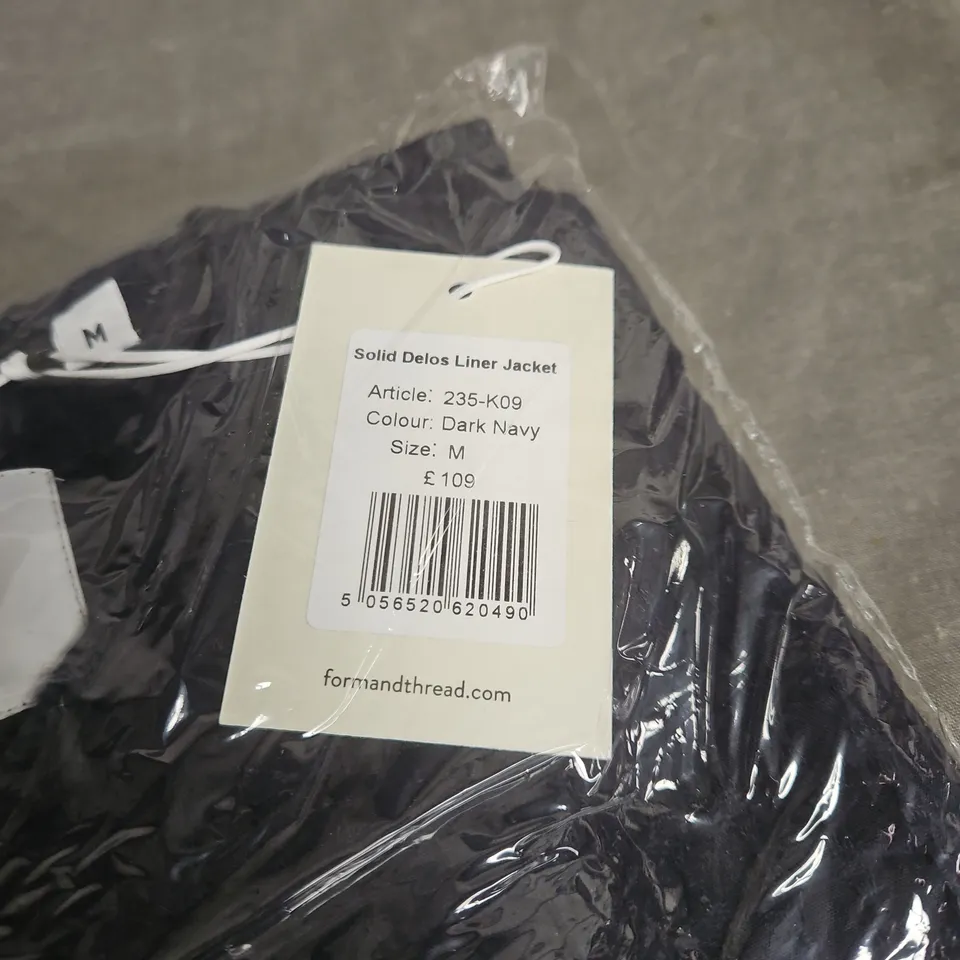 M
Solid Delos Liner Jacket
Article: 235-K09
Colour: Dark Navy
Size: M
£109
5 056520 620490
formandthread.com